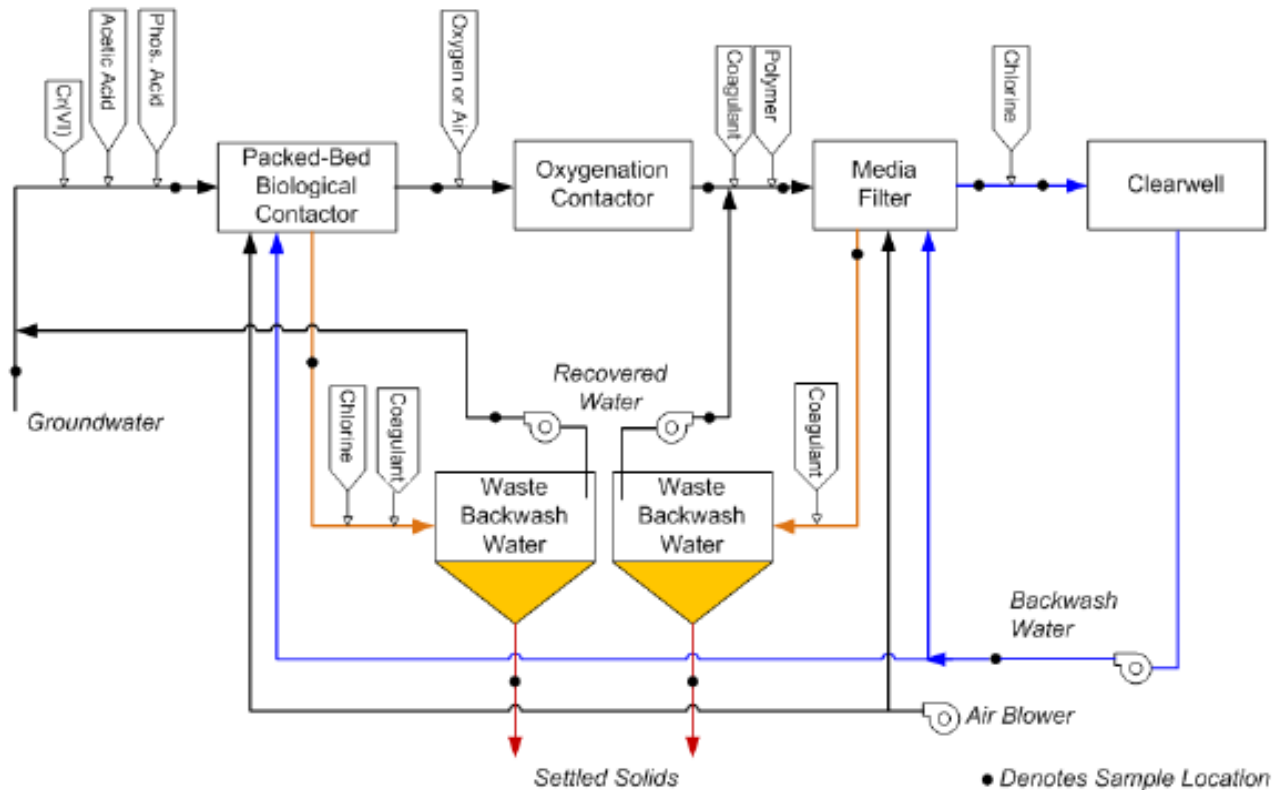 Cr(VI)
Acetic Acid
Phos. Acid
Oxygen or Air
Coagulant
Polymer
Chlorine
Packed-Bed
Biological
Contactor
Oxygenation
Contactor
Media
Filter
Clearwell
Groundwater
Recovered
Water
Chlorine
Coagulant
Coagulant
Waste
Backwash
Water
Waste
Backwash
Water
Backwash
Water
Air Blower
Settled Solids
• Denotes Sample Location